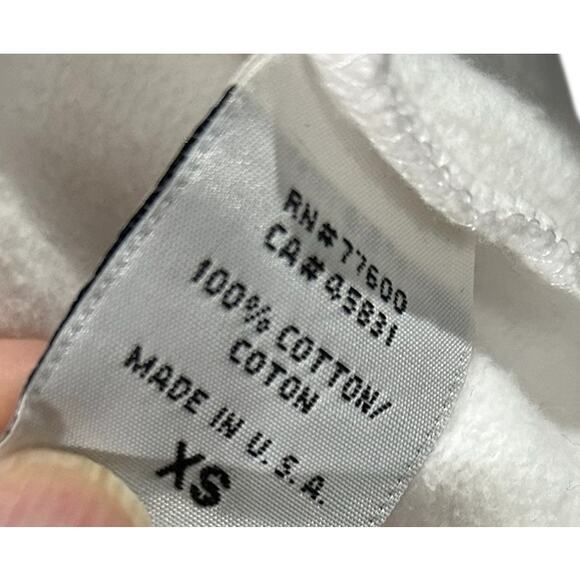 RN#77600
CA#45831
100% COTTON/
COTON
MADE IN U.S.A.
XS